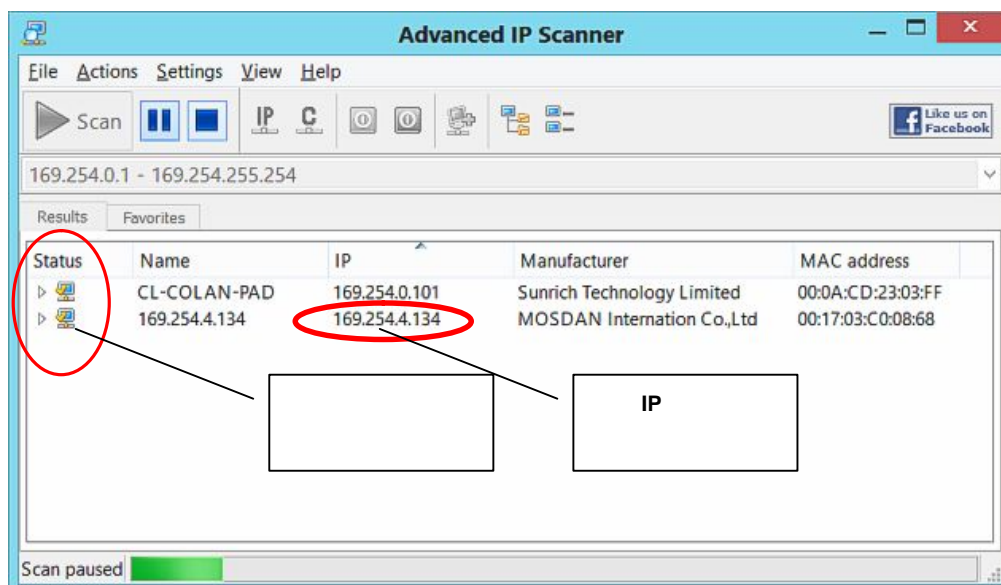 Advanced IP Scanner
File Actions Settings View Help
Scan IP C Like us on Facebook
169.254.0.1 - 169.254.255.254
Results Favorites
Status Name IP Manufacturer MAC address
CL-COLAN-PAD 169.254.0.101 Sunrich Technology Limited 00:0A:CD:23:03:FF
169.254.4.134 169.254.4.134 MOSDAN Internation Co.,Ltd 00:17:03:C0:08:68
IP
Scan paused